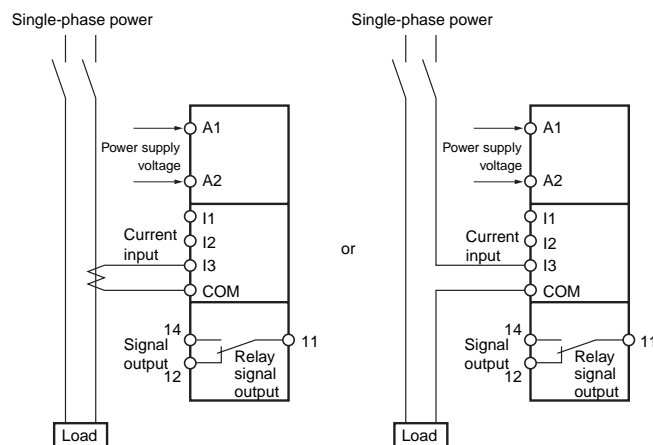 Single-phase power
A1
Power supply
voltage
A2
I1
I2
Current
input
I3
COM
14
Signal
output
12
11
Relay
signal
output
Load
or
Single-phase power
A1
Power supply
voltage
A2
I1
I2
Current
input
I3
COM
14
Signal
output
12
11
Relay
signal
output
Load